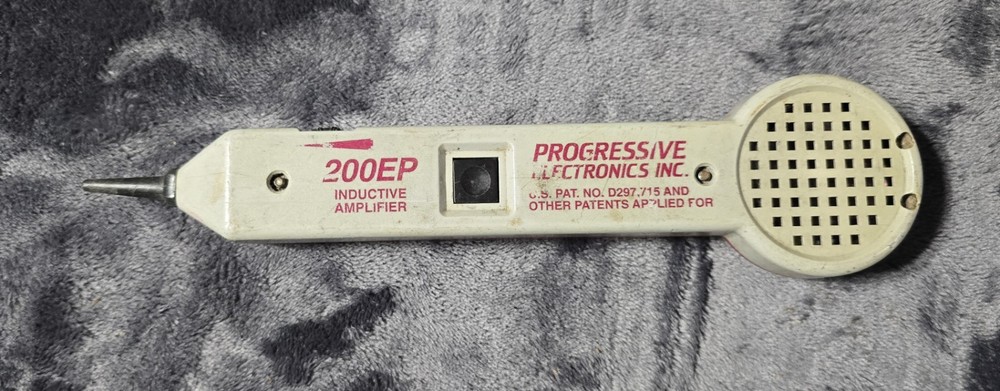 200EP
INDUCTIVE
AMPLIFIER
PROGRESSIVE
ELECTRONICS INC.
U.S. PAT. NO. D297,715 AND
OTHER PATENTS APPLIED FOR